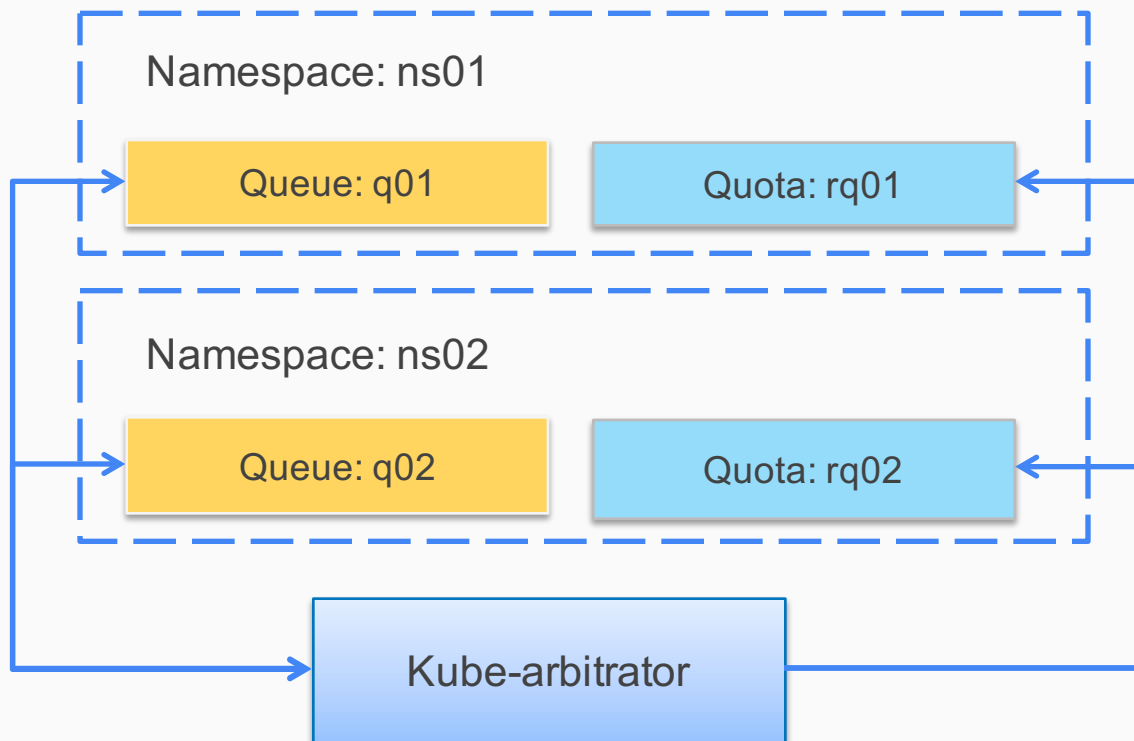 Namespace: ns01
Queue: q01
Quota: rq01
Namespace: ns02
Queue: q02
Quota: rq02
Kube-arbitrator